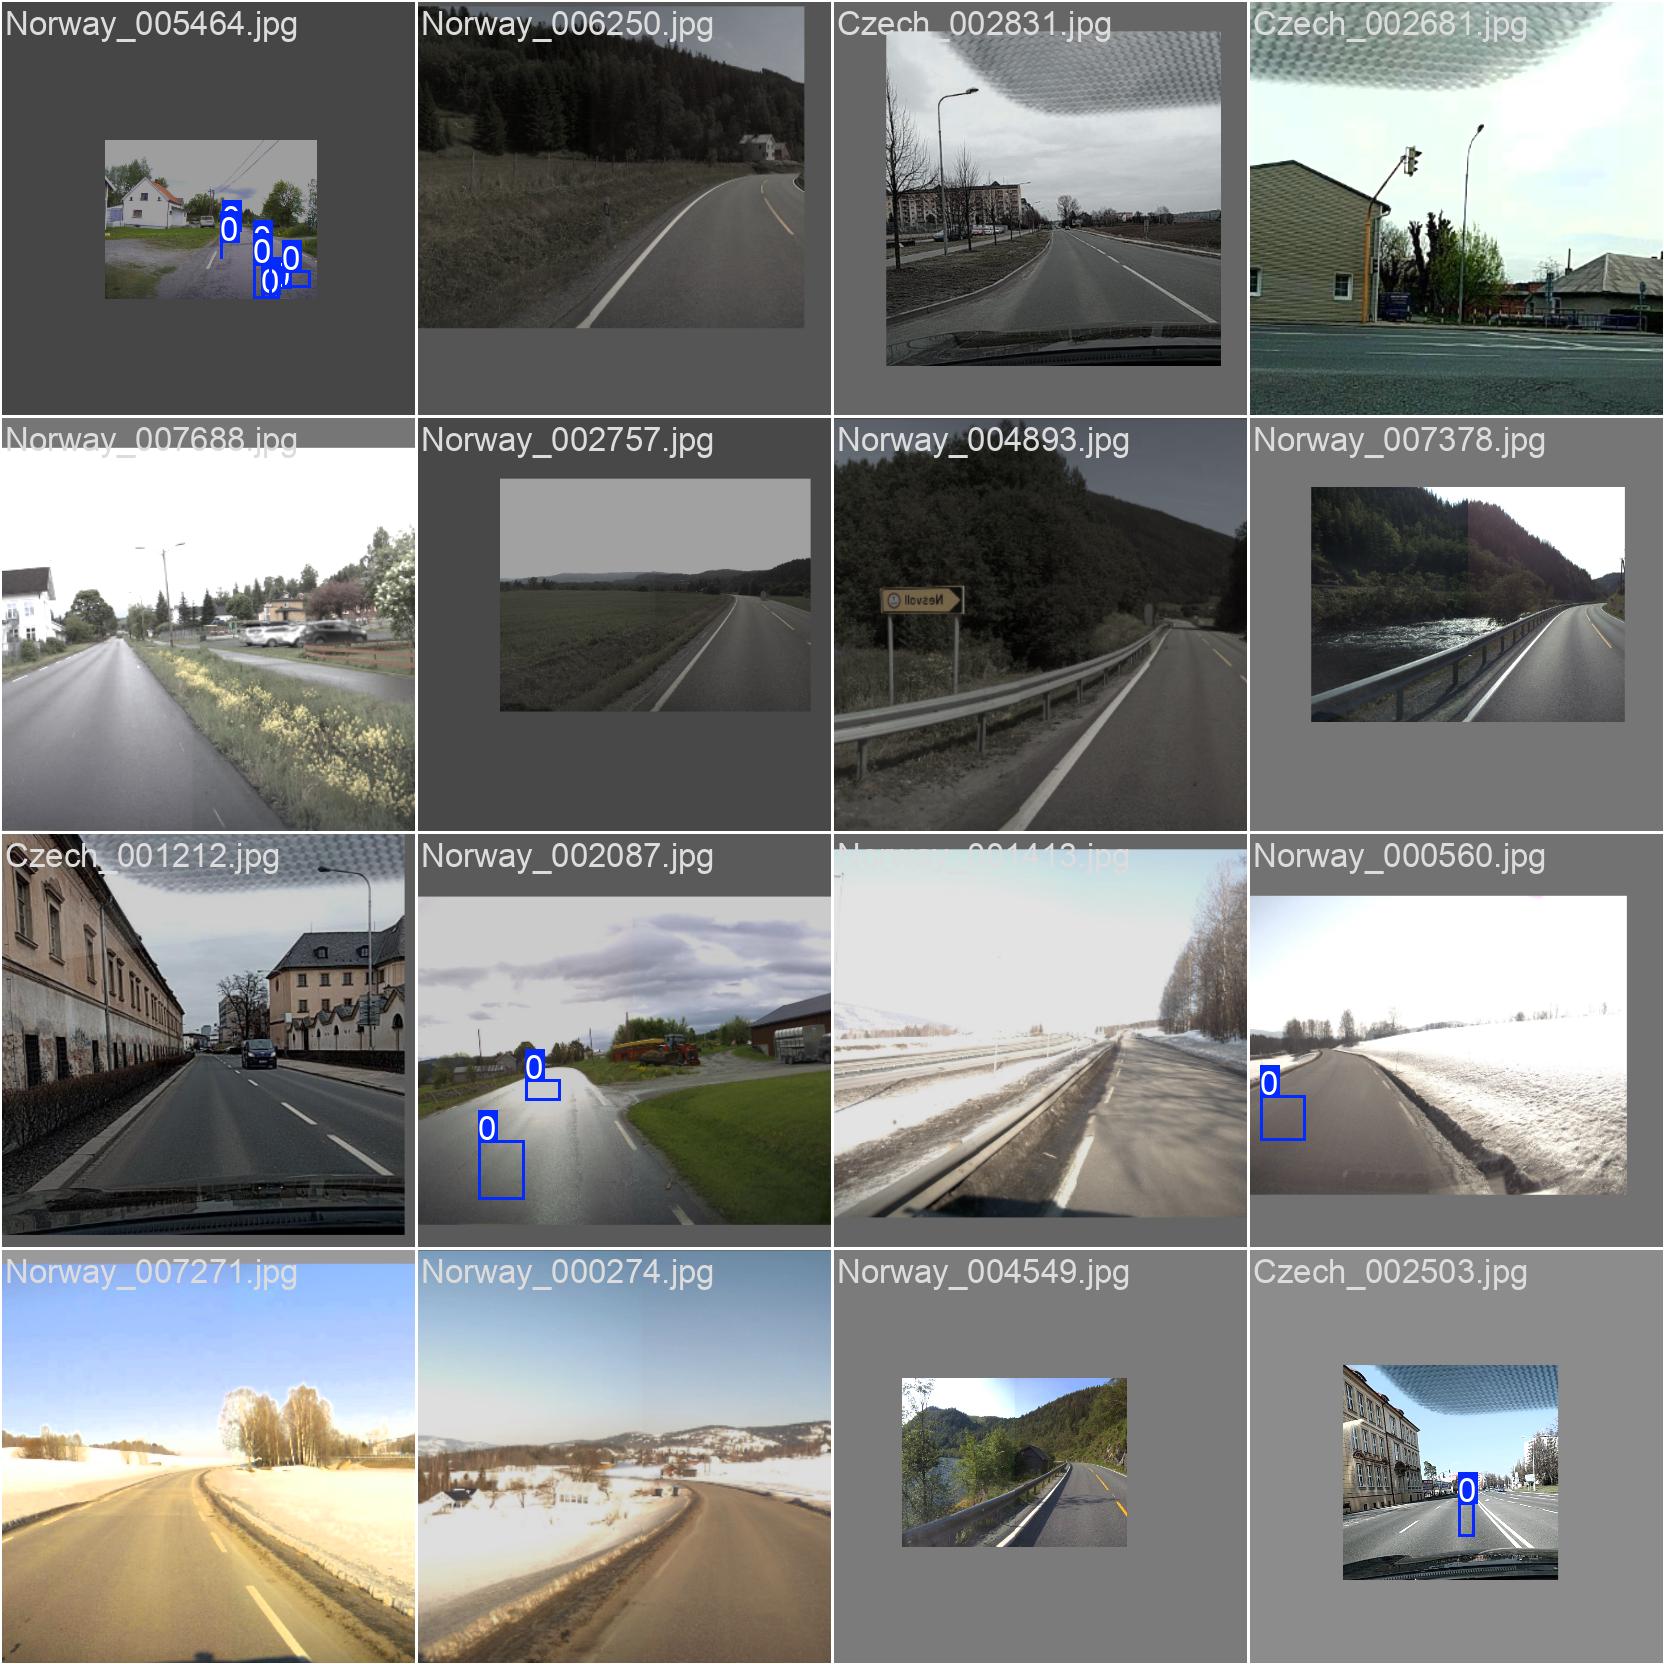 Norway_005464.jpg
Norway_006250.jpg
Czech_002831.jpg
Czech_002681.jpg
0
0
0
0
Norway_007688.jpg
Norway_002757.jpg
Norway_004893.jpg
Norway_007378.jpg
Nesvoll
Czech_001212.jpg
Norway_002087.jpg
Norway_001413.jpg
Norway_000560.jpg
0
0
0
Norway_007271.jpg
Norway_000274.jpg
Norway_004549.jpg
Czech_002503.jpg
0